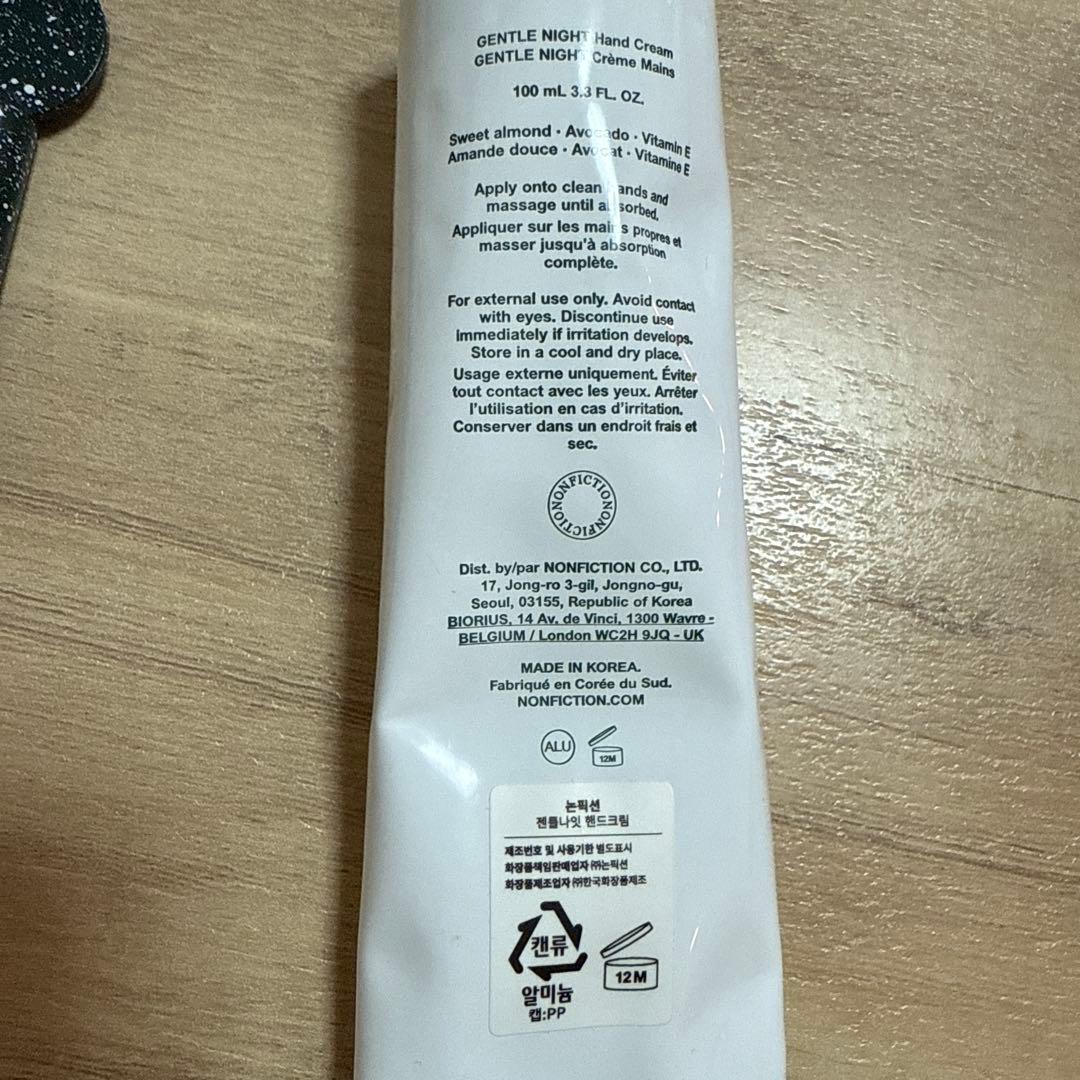 GENTLE NIGHT Hand Cream
GENTLE NIGHT Crème Mains
100 mL 3.3 FL. OZ.
Sweet almond · Avocado · Vitamin E
Amande douce · Avocat · Vitamine E
Apply onto clean hands and
massage until absorbed.
Appliquer sur les mains propres et
masser jusqu'à absorption
complète.
For external use only. Avoid contact
with eyes. Discontinue use
immediately if irritation develops.
Store in a cool and dry place.
Usage externe uniquement. Éviter
tout contact avec les yeux. Arrêter
l'utilisation en cas d'irritation.
Conserver dans un endroit frais et
sec.
NONFICTIONNONFICTION
Dist. by/par NONFICTION CO., LTD.
17, Jong-ro 3-gil, Jongno-gu,
Seoul, 03155, Republic of Korea
BIORIUS, 14 Av. de Vinci, 1300 Wavre -
BELGIUM / London WC2H 9JQ - UK
MADE IN KOREA.
Fabriqué en Corée du Sud.
NONFICTION.COM
ALU
12M
논픽션
젠틀나잇 핸드크림
제조번호 및 사용기한 별도표시
화장품책임판매업자 ㈜논픽션
화장품제조업자 ㈜한국화장품제조
캔류
12M
알미늄
캡:PP